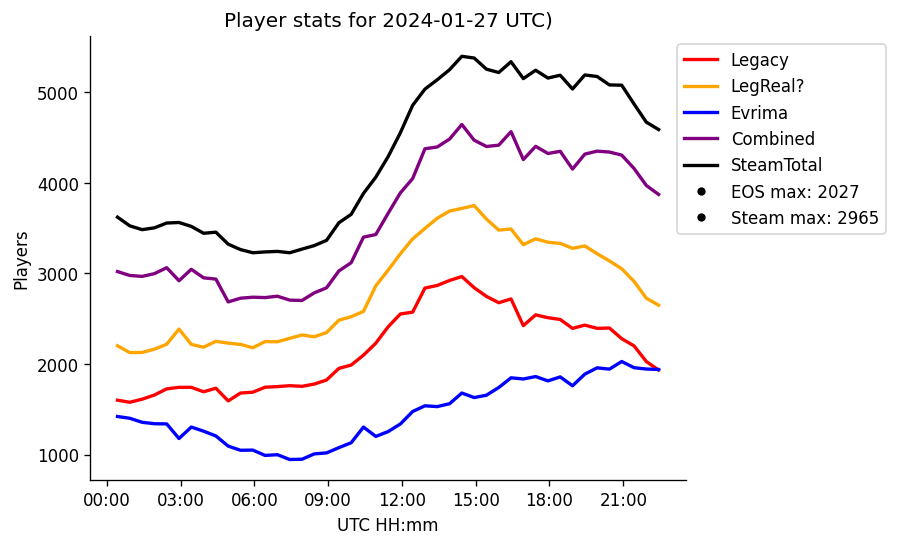 Player stats for 2024-01-27 UTC)
Legacy
LegReal?
Evrima
Combined
SteamTotal
EOS max: 2027
Steam max: 2965
Players
5000
4000
3000
2000
1000
00:00 03:00 06:00 09:00 12:00 15:00 18:00 21:00
UTC HH:mm